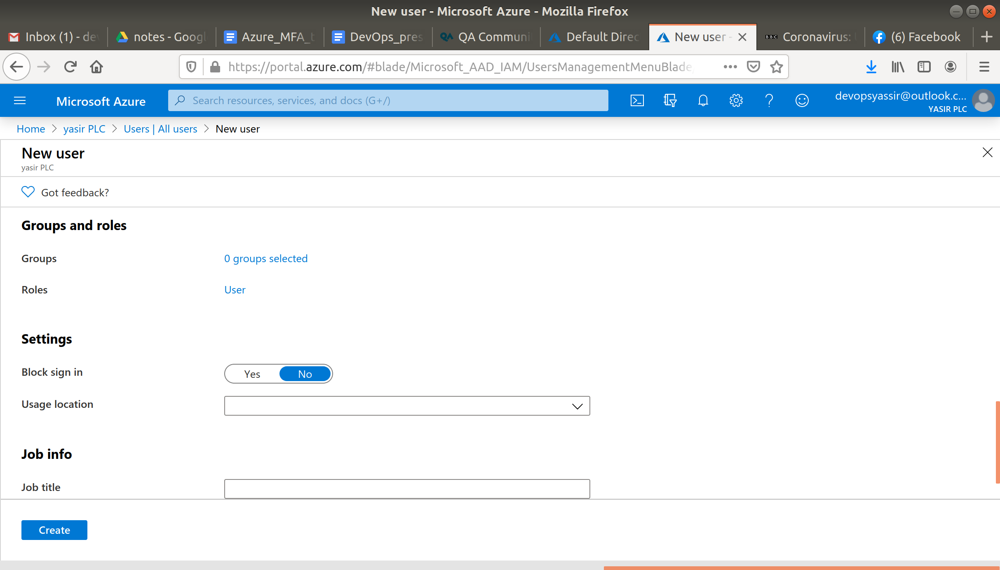 New user - Microsoft Azure - Mozilla Firefox
Inbox (1) - dev
notes - Googl
Azure_MFA_t
DevOps_pres
QA Communi
Default Direc
New user -
BBC Coronavirus:
(6) Facebook
https://portal.azure.com/#blade/Microsoft_AAD_IAM/UsersManagementMenuBlade/
Microsoft Azure
Search resources, services, and docs (G+/)
devopsyassir@outlook.c...
YASIR PLC
Home > yasir PLC > Users | All users > New user
New user
yasir PLC
Got feedback?
Groups and roles
Groups
0 groups selected
Roles
User
Settings
Block sign in
Yes No
Usage location
Job info
Job title
Create